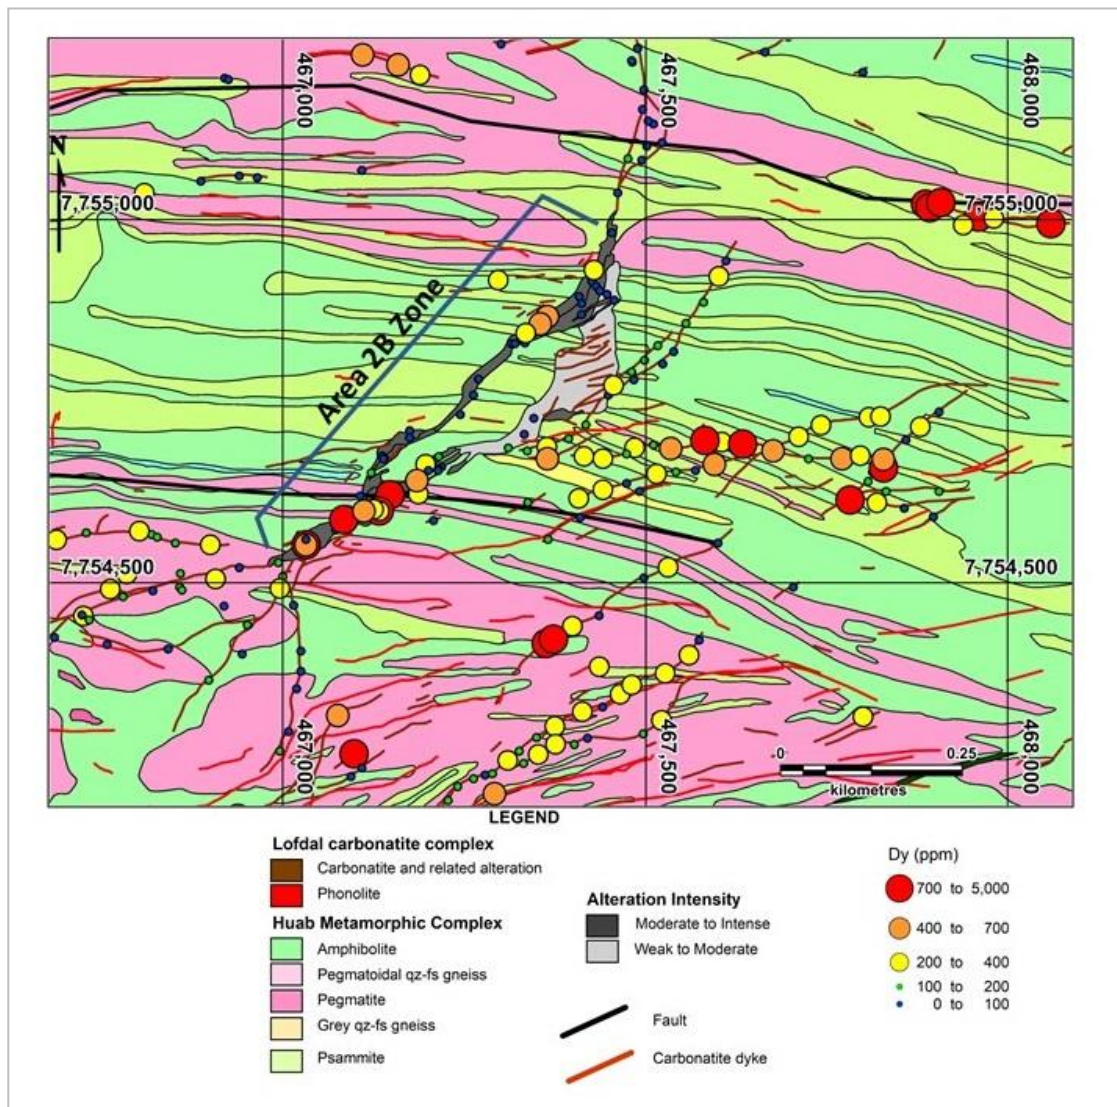 467,000
467,500
468,000
N
7,755,000
7,755,000
Area 2B Zone
7,754,500
7,754,500
467,000
467,500
468,000
0
0.25
kilometres
LEGEND
Lofdal carbonatite complex
Carbonatite and related alteration
Phonolite
Huab Metamorphic Complex
Amphibolite
Pegmatoidal qz-fs gneiss
Pegmatite
Grey qz-fs gneiss
Psammite
Alteration Intensity
Moderate to Intense
Weak to Moderate
Fault
Carbonatite dyke
Dy (ppm)
700 to 5,000
400 to 700
200 to 400
100 to 200
0 to 100